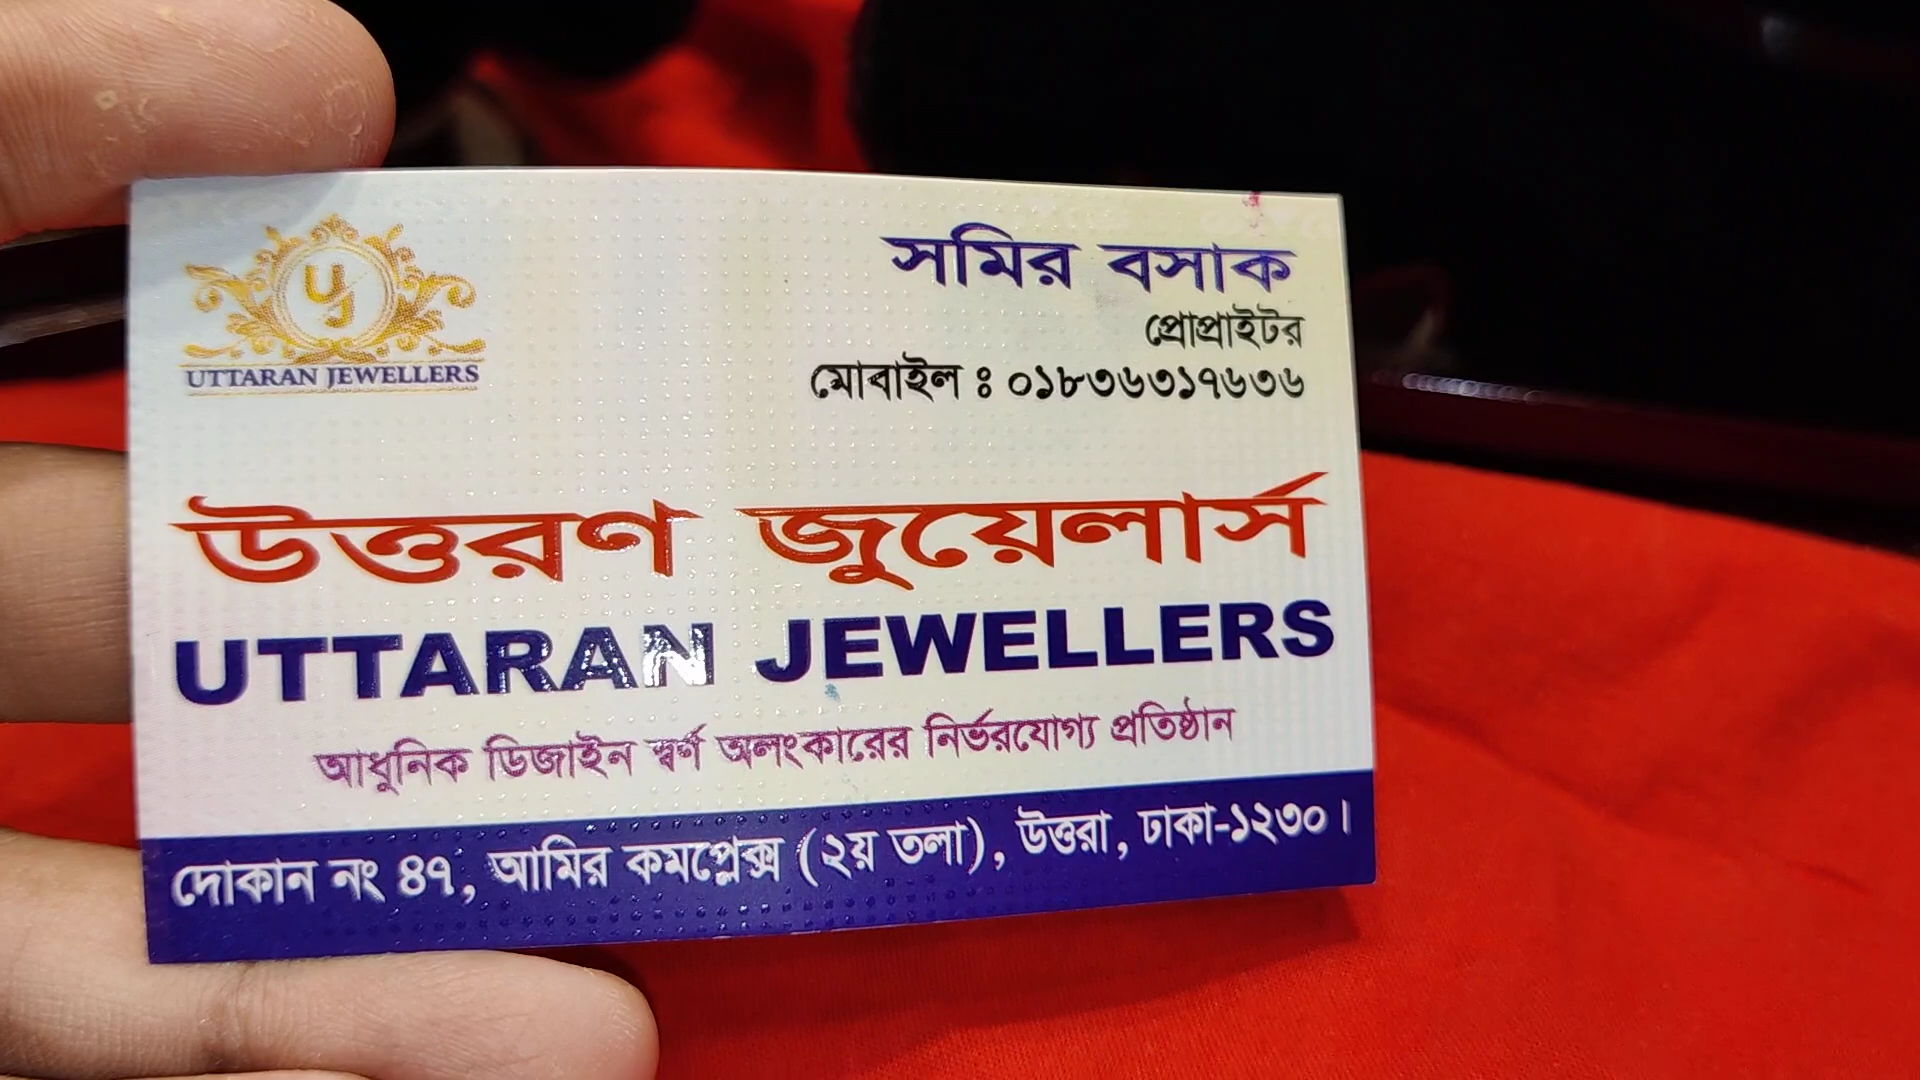 UJ
UTTARAN JEWELLERS
সমির বসাক
প্রোপ্রাইটর
মোবাইল ঃ ০১৮৩৬৩১৭৬৩৬
উত্তরণ জুয়েলার্স
UTTARAN JEWELLERS
আধুনিক ডিজাইন স্বর্ণ অলংকারের নির্ভরযোগ্য প্রতিষ্ঠান
দোকান নং ৪৭, আমির কমপ্লেক্স (২য় তলা), উত্তরা, ঢাকা-১২৩০।